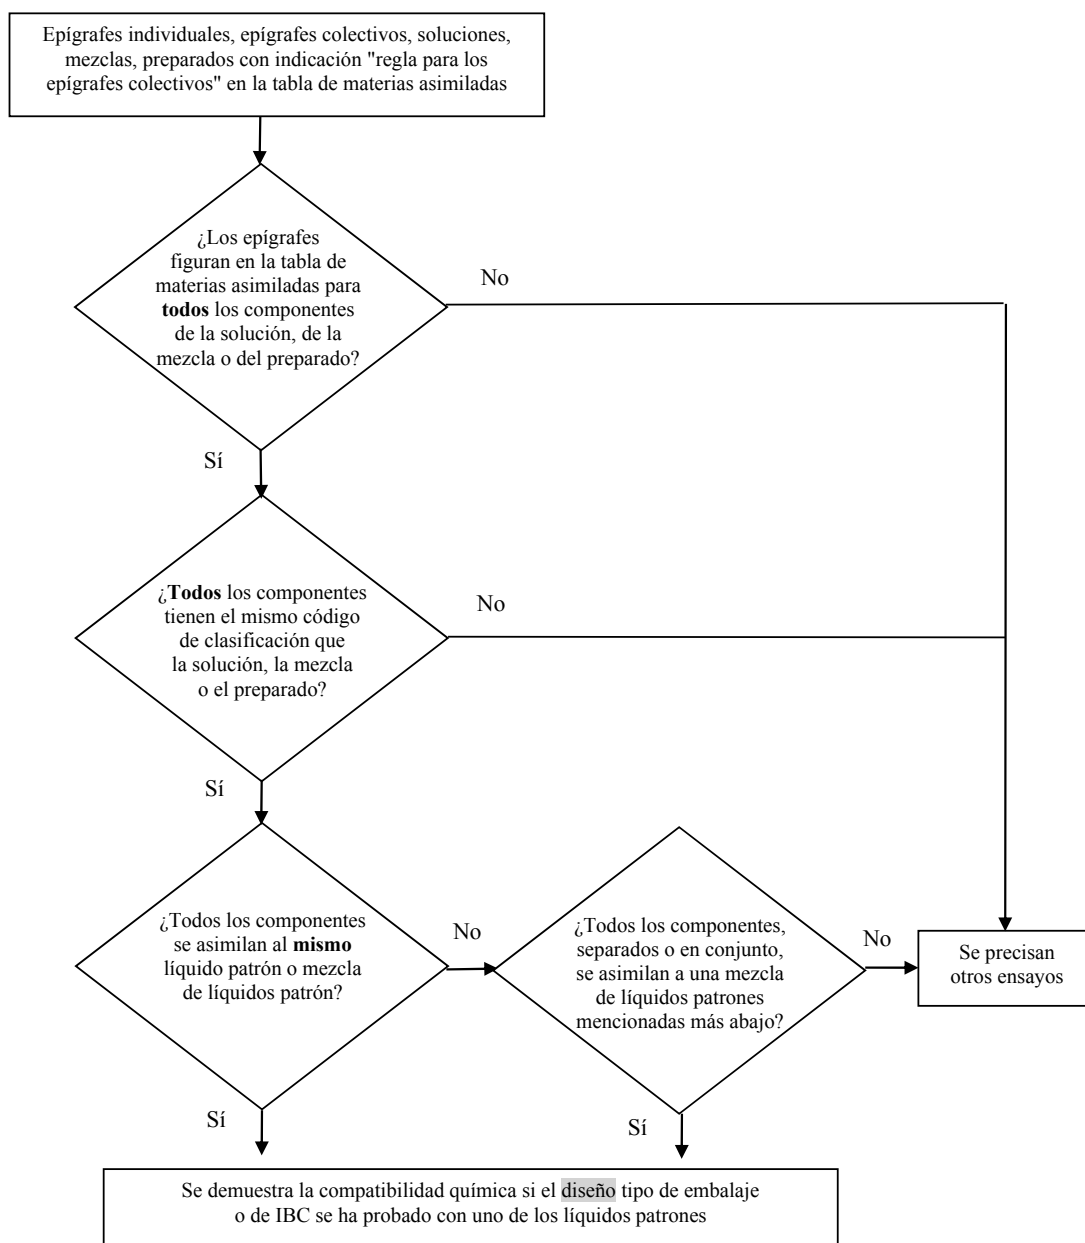 Epígrafes individuales, epígrafes colectivos, soluciones,
mezclas, preparados con indicación "regla para los
epígrafes colectivos" en la tabla de materias asimiladas
¿Los epígrafes
figuran en la tabla de
materias asimiladas para
todos los componentes
de la solución, de la
mezcla o del preparado?
No
Sí
¿Todos los componentes
tienen el mismo código
de clasificación que
la solución, la mezcla
o el preparado?
No
Sí
¿Todos los componentes
se asimilan al mismo
líquido patrón o mezcla
de líquidos patrón?
No
¿Todos los componentes,
separados o en conjunto,
se asimilan a una mezcla
de líquidos patrones
mencionadas más abajo?
No
Se precisan
otros ensayos
Sí
Sí
Se demuestra la compatibilidad química si el diseño tipo de embalaje
o de IBC se ha probado con uno de los líquidos patrones